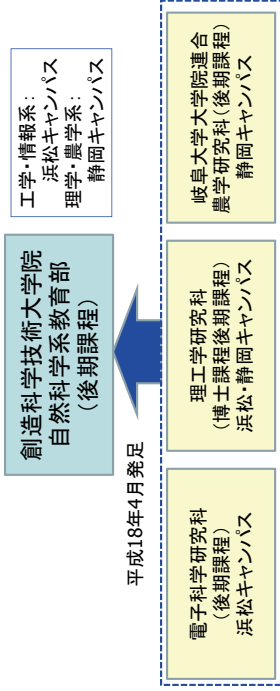 創造科学技術大学院
自然科学系教育部
(後期課程)
工学・情報系:
浜松キャンパス
理学・農学系:
静岡キャンパス
平成18年4月発足
電子科学研究科
(後期課程)
浜松キャンパス
理工学研究科
(博士課程後期課程)
浜松・静岡キャンパス
岐阜大学大学院連合
農学研究科(後期課程)
静岡キャンパス